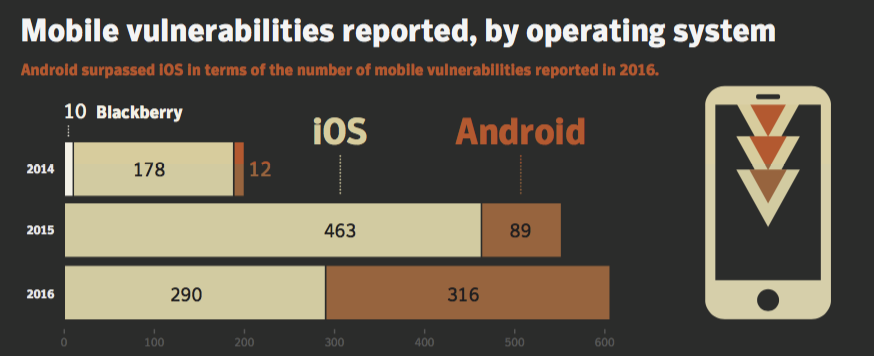 Mobile vulnerabilities reported, by operating system
Android surpassed iOS in terms of the number of mobile vulnerabilities reported in 2016.
10 Blackberry
iOS Android
2014 178 12
2015 463 89
2016 290 316
0 100 200 300 400 500 600